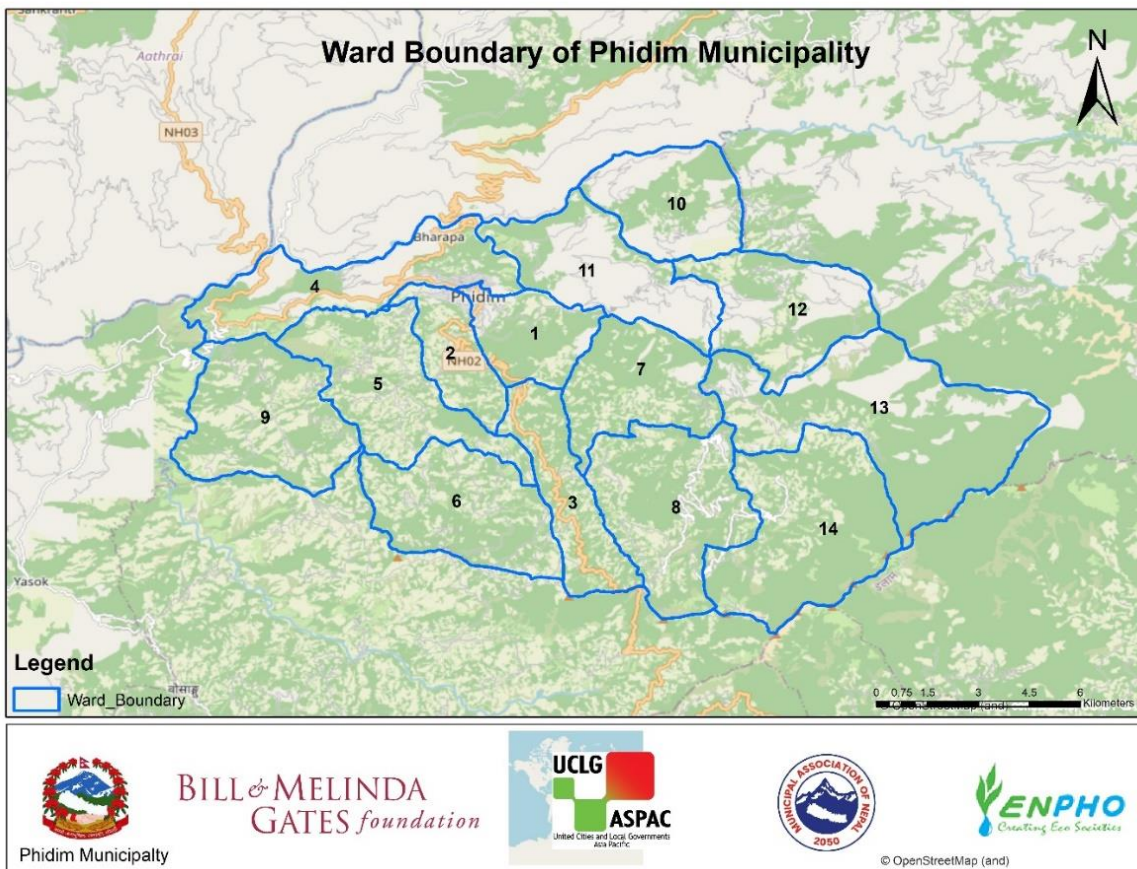 Sankranti
Ward Boundary of Phidim Municipality
N
Aathrai
NH03
10
Bharapa
11
4
Phidim
12
1
2
NH02
7
5
13
9
6
3
8
14
Yasok
Legend
Ward_Boundary
0 0.75 1.5 3 4.5 6
Kilometers
© OpenStreetMap (and)
BILL & MELINDA
GATES foundation
UCLG
ASPAC
United Cities and Local Governments
Asia Pacific
MUNICIPAL ASSOCIATION OF NEPAL
2050
ENPHO
Creating Eco Societies
Phidim Municipalty
© OpenStreetMap (and)